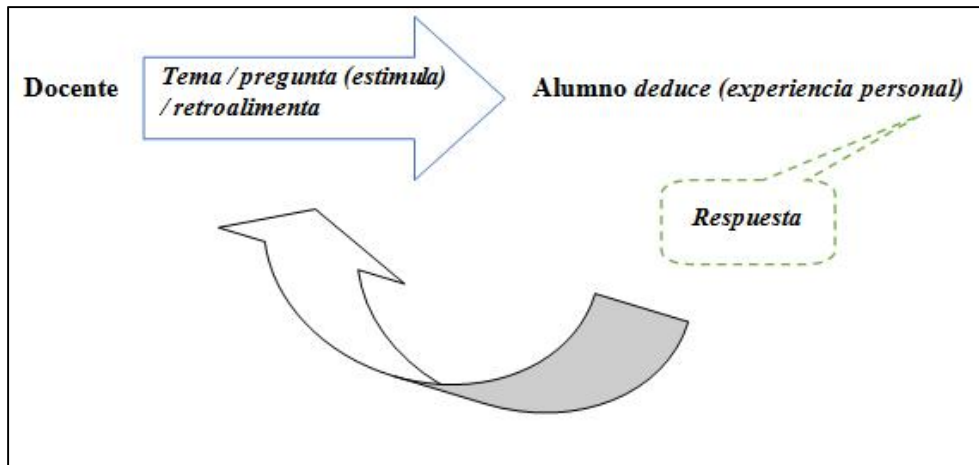 Docente
Tema / pregunta (estimula)
/ retroalimenta
Alumno deduce (experiencia personal)
Respuesta